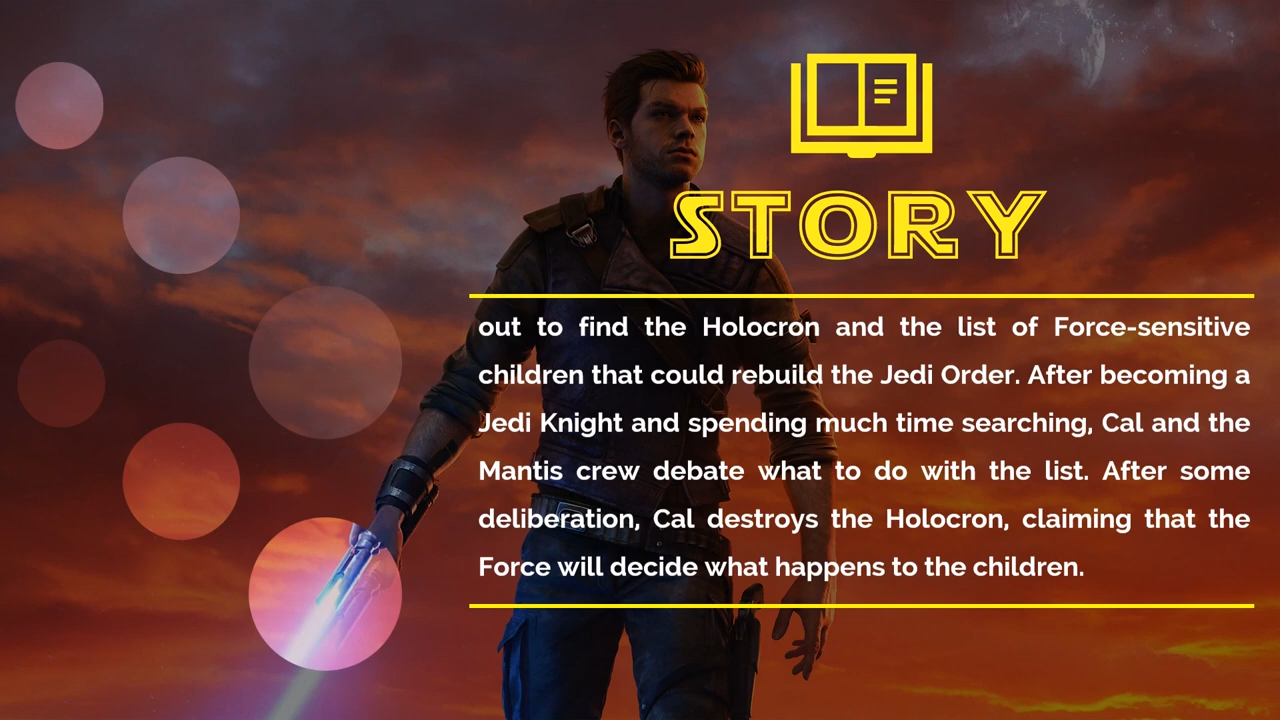 STORY
out to find the Holocron and the list of Force-sensitive
children that could rebuild the Jedi Order. After becoming a
Jedi Knight and spending much time searching, Cal and the
Mantis crew debate what to do with the list. After some
deliberation, Cal destroys the Holocron, claiming that the
Force will decide what happens to the children.